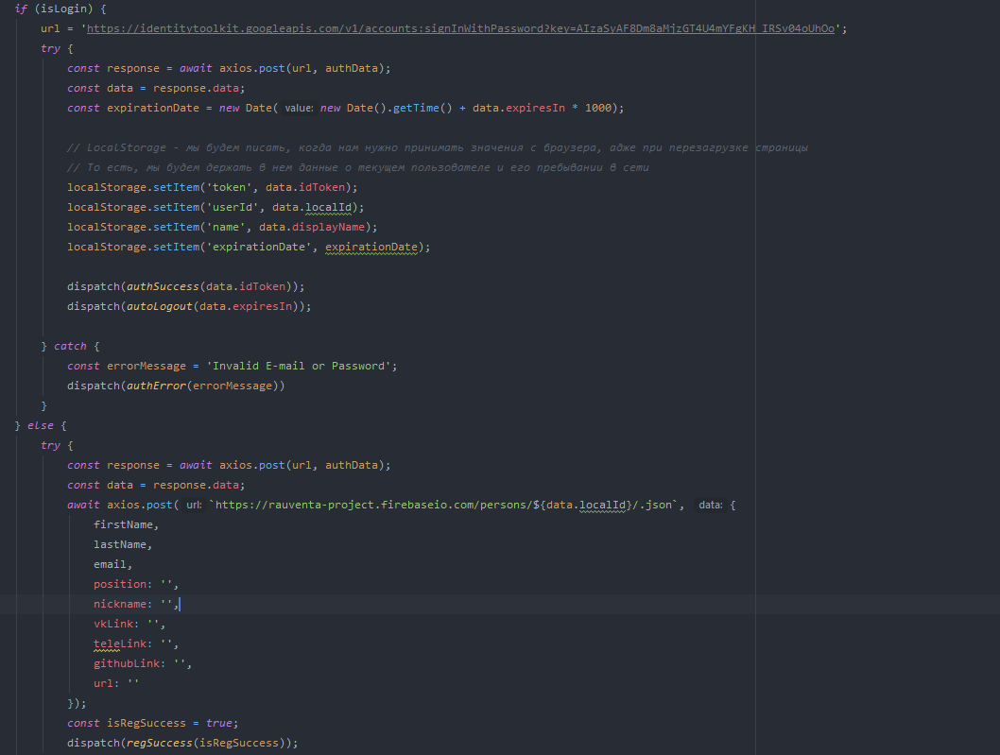 if (isLogin) {
url = 'https://identitytoolkit.googleapis.com/v1/accounts:signInWithPassword?key=AIzaSyAF8Dm8aMjzGT4U4mYFgKH_IRSv04oUhOo';
try {
const response = await axios.post(url, authData);
const data = response.data;
const expirationDate = new Date( value: new Date().getTime() + data.expiresIn * 1000);
// LocalStorage - мы будем писать, когда нам нужно принимать значения с браузера, адже при перезагрузке страницы
// То есть, мы будем держать в нем данные о текущем пользователе и его пребывании в сети
localStorage.setItem('token', data.idToken);
localStorage.setItem('userId', data.localId);
localStorage.setItem('name', data.displayName);
localStorage.setItem('expirationDate', expirationDate);
dispatch(authSuccess(data.idToken));
dispatch(autoLogout(data.expiresIn));
} catch {
const errorMessage = 'Invalid E-mail or Password';
dispatch(authError(errorMessage))
}
} else {
try {
const response = await axios.post(url, authData);
const data = response.data;
await axios.post( url: `https://rauventa-project.firebaseio.com/persons/${data.localId}/.json`, data: {
firstName,
lastName,
email,
position: '',
nickname: '',
vkLink: '',
teleLink: '',
githubLink: '',
url: ''
});
const isRegSuccess = true;
dispatch(regSuccess(isRegSuccess));